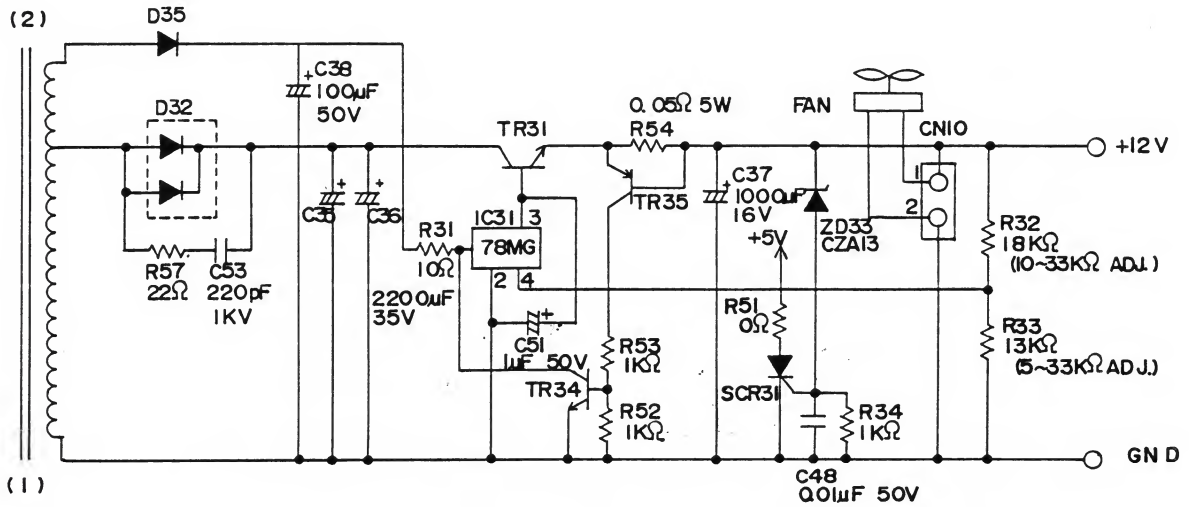 (2)
D35
+ C38
100µF
50V
D32
R57
22Ω
C53
220pF
1KV
+
C35
+
C36
2200µF
35V
R31
10Ω
TR31
IC31 3
78MG
2 4
+
C51
1µF 50V
TR34
0.05Ω 5W
R54
TR35
R53
1KΩ
R52
1KΩ
+ C37
1000µF
16V
+5V
R51
0Ω
SCR31
ZD33
CZA13
C48
0.01µF 50V
R34
1KΩ
FAN
CN10
1
2
R32
18KΩ
(10~33KΩ ADJ.)
R33
13KΩ
(5~33KΩ ADJ.)
+12V
GND
(1)